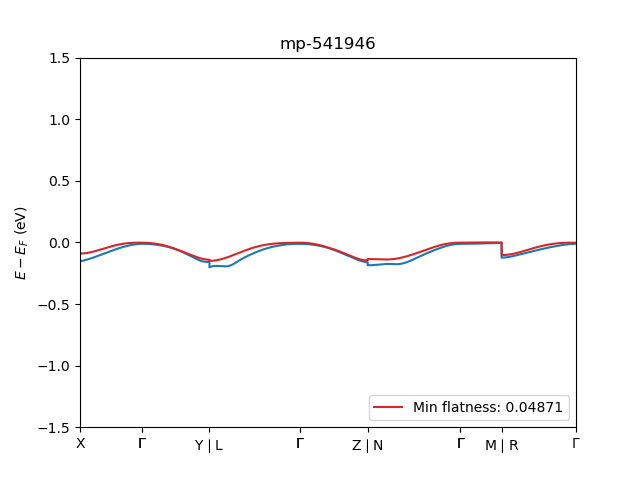 mp-541946
1.5
1.0
0.5
0.0
−0.5
−1.0
−1.5
E − E_F (eV)
Min flatness: 0.04871
X Γ Y | L Γ Z | N Γ M | R Γ